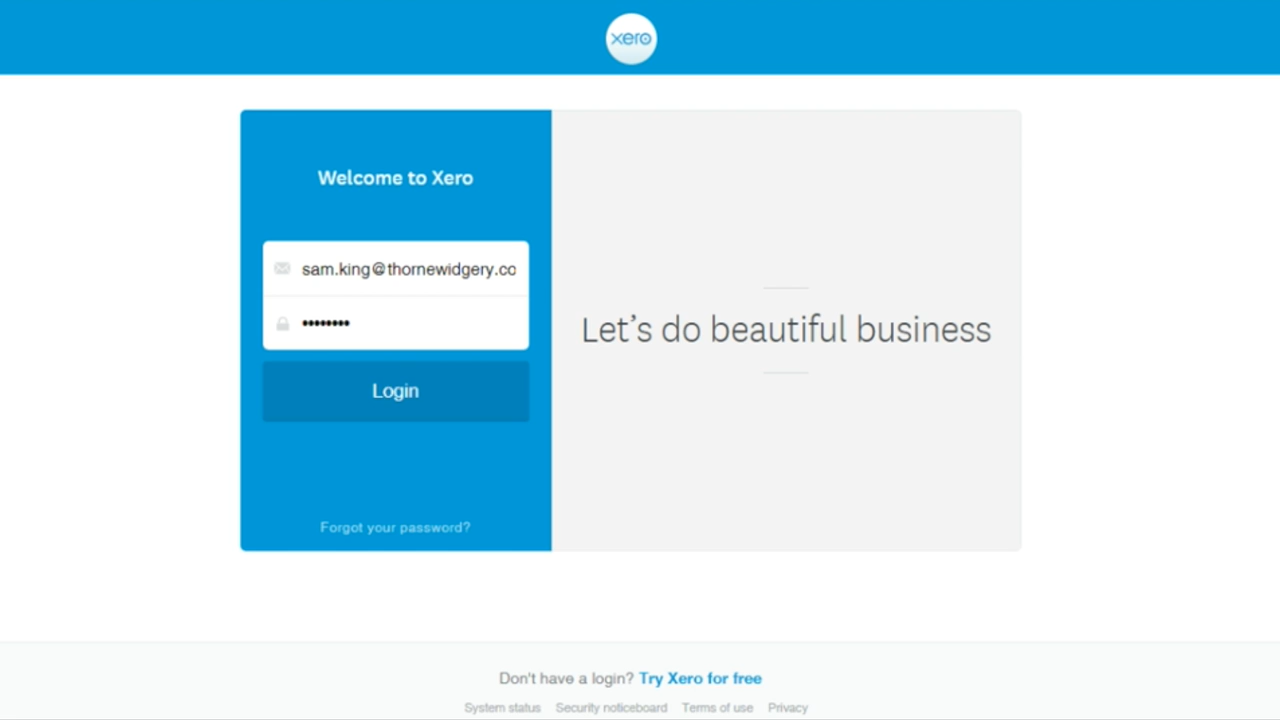 xero
Welcome to Xero
sam.king@thornewidgery.co
••••••••
Login
Forgot your password?
Let's do beautiful business
Don't have a login? Try Xero for free
System status Security noticeboard Terms of use Privacy